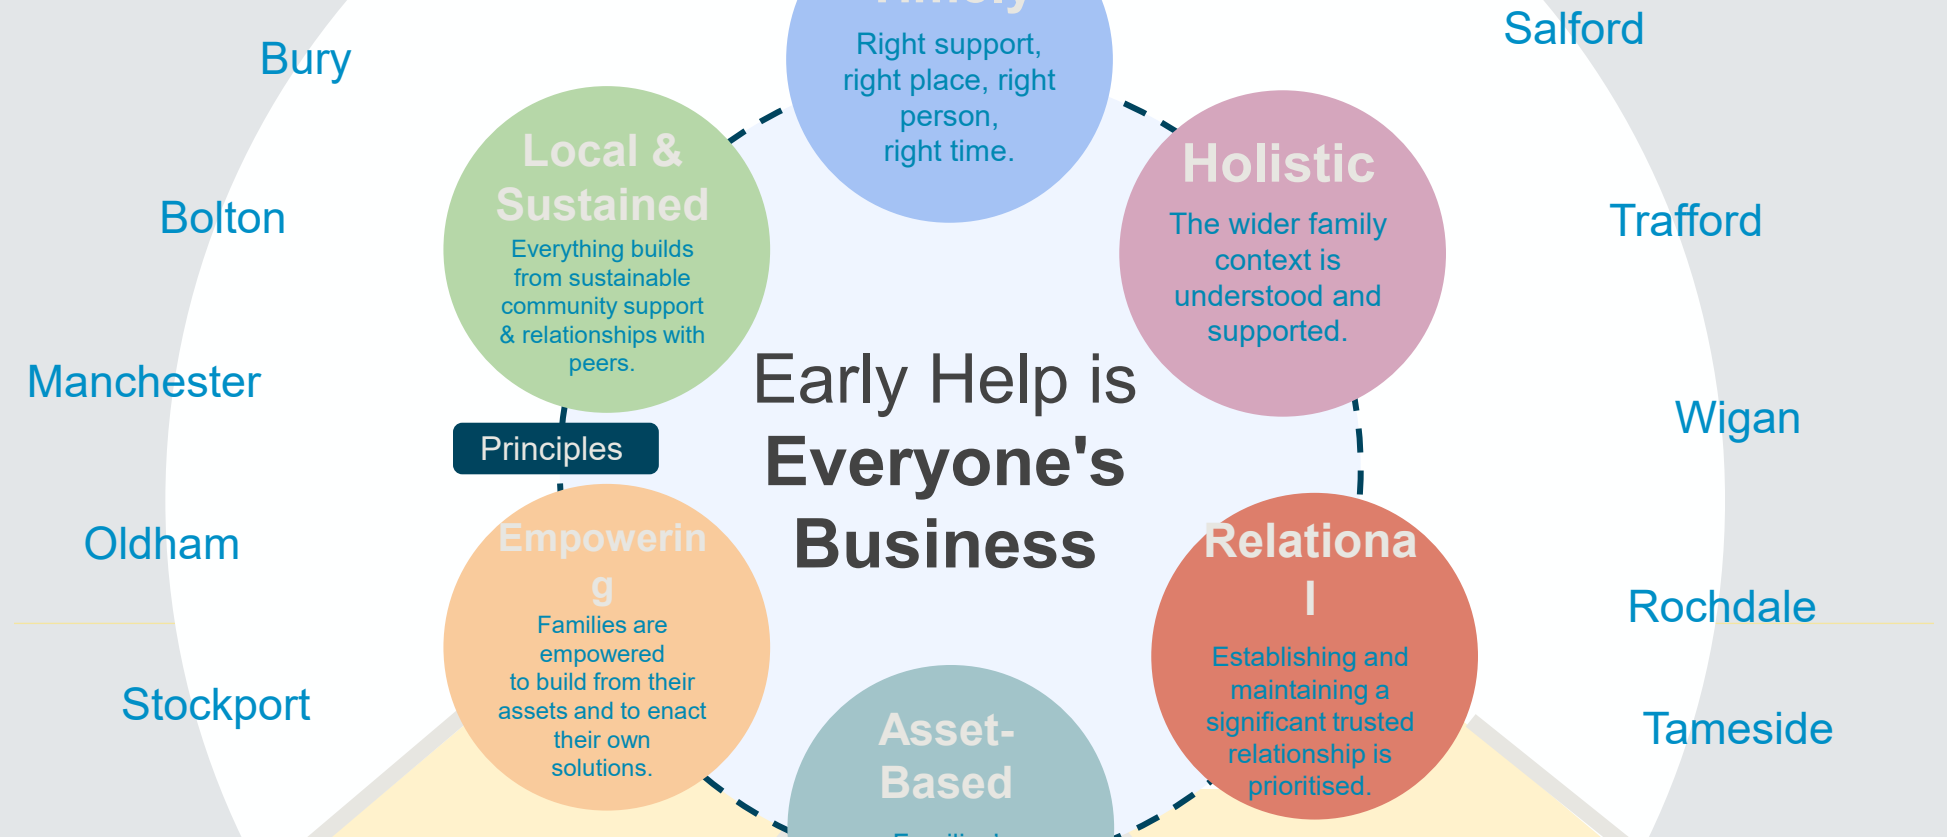 Timely
Right support,
right place, right
person,
right time.
Bury
Bolton
Manchester
Oldham
Stockport
Local &
Sustained
Everything builds
from sustainable
community support
& relationships with
peers.
Principles
Empowerin
g
Families are
empowered
to build from their
assets and to enact
their own
solutions.
Early Help is
Everyone's
Business
Asset-
Based
Holistic
The wider family
context is
understood and
supported.
Relationa
l
Establishing and
maintaining a
significant trusted
relationship is
prioritised.
Salford
Trafford
Wigan
Rochdale
Tameside